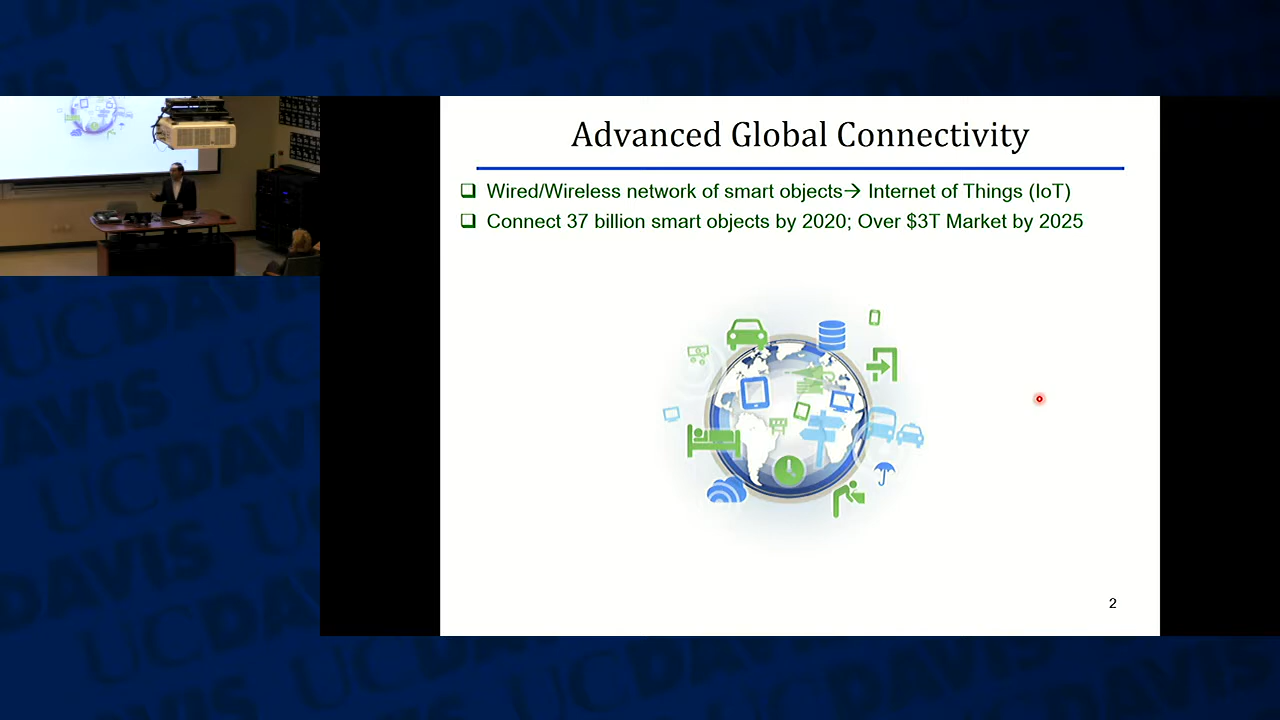 Advanced Global Connectivity
❑ Wired/Wireless network of smart objects→ Internet of Things (IoT)
❑ Connect 37 billion smart objects by 2020; Over $3T Market by 2025
2
UCDAVIS